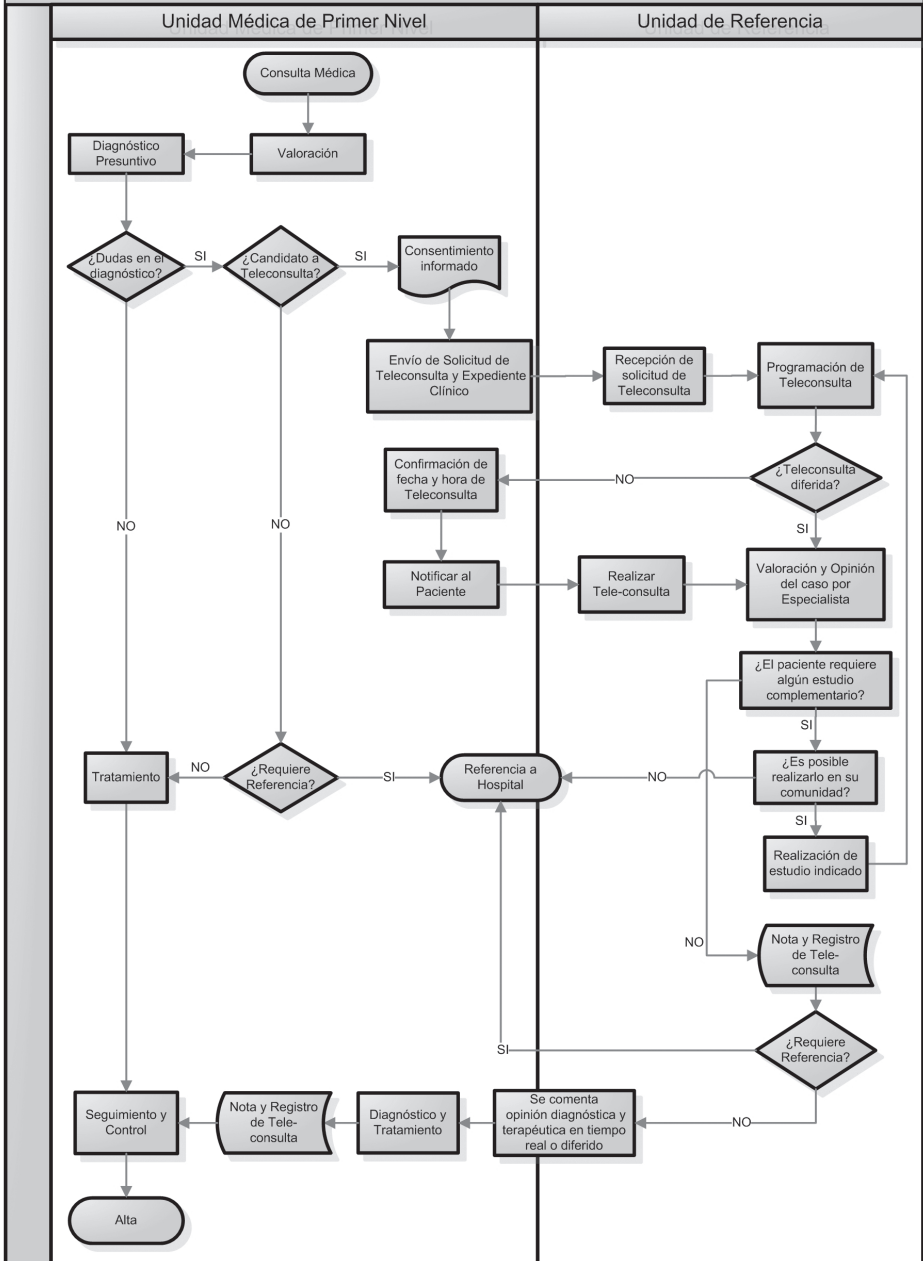 Unidad Médica de Primer Nivel
Unidad de Referencia
Consulta Médica
Valoración
Diagnóstico
Presuntivo
¿Dudas en el
diagnóstico?
SI
¿Candidato a
Teleconsulta?
SI
Consentimiento
informado
Envío de Solicitud de
Teleconsulta y Expediente
Clínico
Recepción de
solicitud de
Teleconsulta
Programación de
Teleconsulta
¿Teleconsulta
diferida?
NO
Confirmación de
fecha y hora de
Teleconsulta
NO
NO
SI
Notificar al
Paciente
Realizar
Tele-consulta
Valoración y Opinión
del caso por
Especialista
¿El paciente requiere
algún estudio
complementario?
SI
Tratamiento
NO
¿Requiere
Referencia?
SI
Referencia a
Hospital
NO
¿Es posible
realizarlo en su
comunidad?
SI
Realización de
estudio indicado
NO
Nota y Registro
de Tele-
consulta
¿Requiere
Referencia?
SI
NO
Se comenta
opinión diagnóstica y
terapéutica en tiempo
real o diferido
Diagnóstico y
Tratamiento
Nota y Registro
de Tele-
consulta
Seguimiento y
Control
Alta